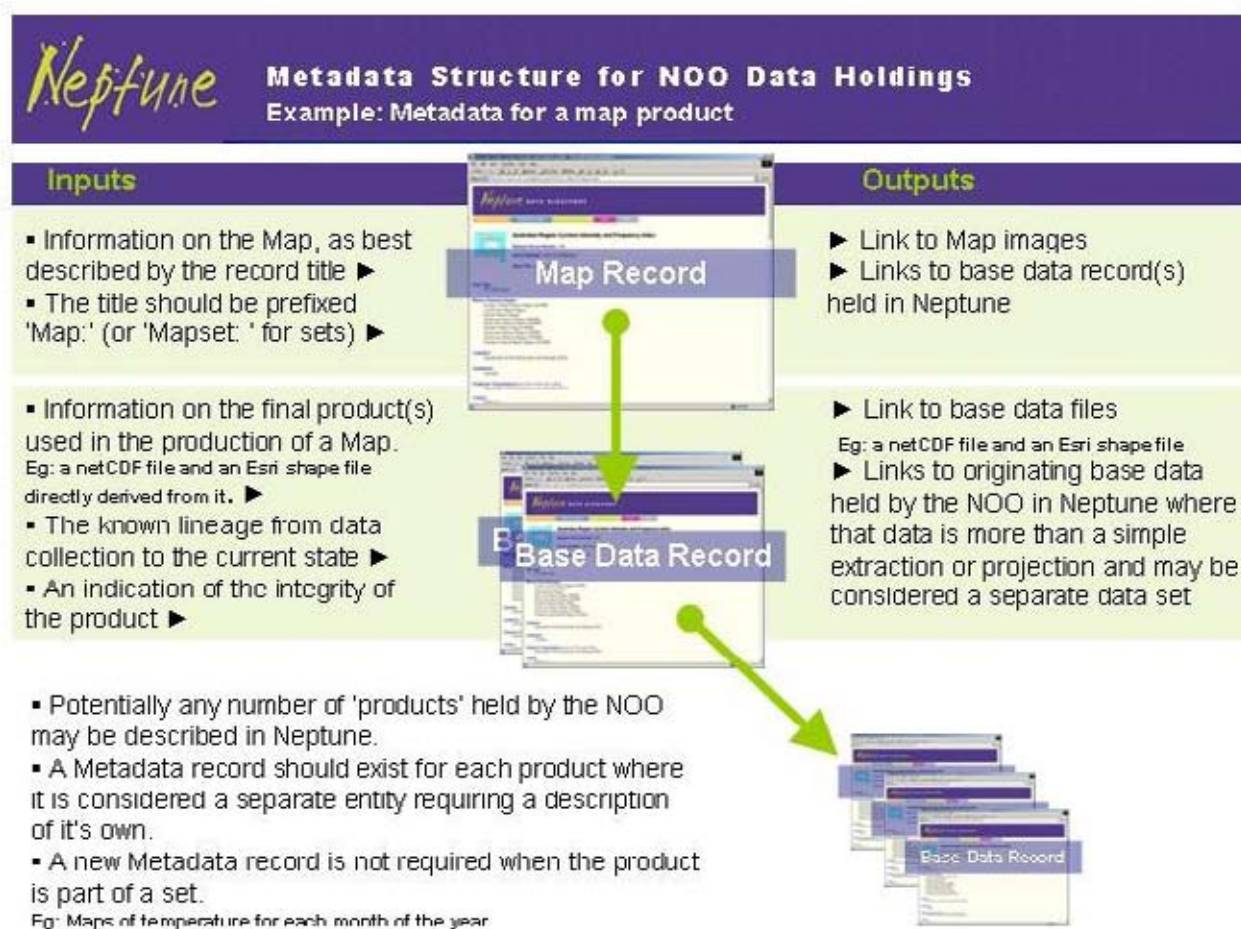 Neptune
Metadata Structure for NOO Data Holdings
Example: Metadata for a map product
Inputs
Outputs
▪ Information on the Map, as best
described by the record title ►
▪ The title should be prefixed
'Map:' (or 'Mapset: ' for sets) ►
Neptune DATA DIRECTORY
Map Record
► Link to Map images
► Links to base data record(s)
held in Neptune
▪ Information on the final product(s)
used in the production of a Map.
Eg: a netCDF file and an Esri shape file
directly derived from it. ►
▪ The known lineage from data
collection to the current state ►
▪ An indication of the integrity of
the product ►
Base Data Record
► Link to base data files
Eg: a netCDF file and an Esri shape file
► Links to originating base data
held by the NOO in Neptune where
that data is more than a simple
extraction or projection and may be
considered a separate data set
▪ Potentially any number of 'products' held by the NOO
may be described in Neptune.
▪ A Metadata record should exist for each product where
it is considered a separate entity requiring a description
of it's own.
▪ A new Metadata record is not required when the product
is part of a set.
Eg: Maps of temperature for each month of the year
Base Data Record